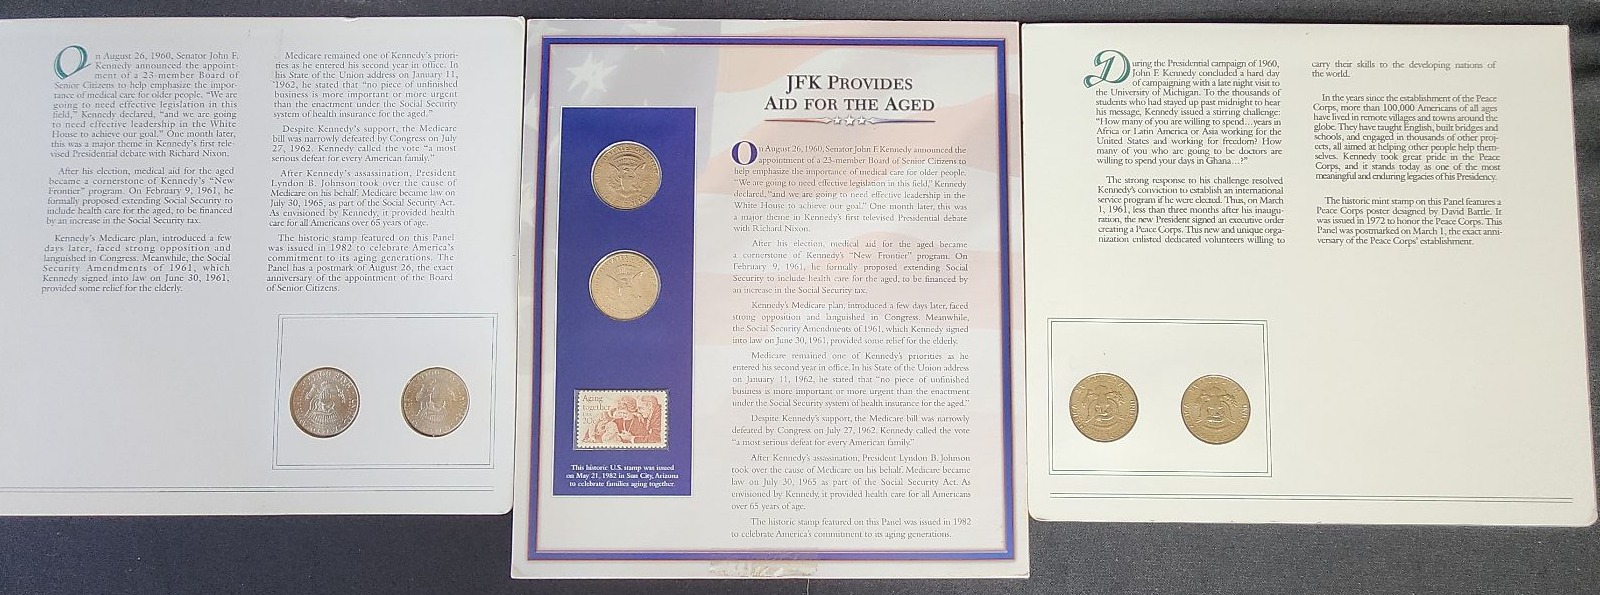 On August 26, 1960, Senator John F.
Kennedy announced the appoint-
ment of a 23-member Board of
Senior Citizens to help emphasize the impor-
tance of medical care for older people. "We are
going to need effective legislation in this
field," Kennedy declared, "and we are going
to need effective leadership in the White
House to achieve our goal." One month later,
this was a major theme in Kennedy's first tele-
vised Presidential debate with Richard Nixon.
After his election, medical aid for the aged
became a cornerstone of Kennedy's "New
Frontier" program. On February 9, 1961, he
formally proposed extending Social Security to
include health care for the aged, to be financed
by an increase in the Social Security tax.
Kennedy's Medicare plan, introduced a few
days later, faced strong opposition and
languished in Congress. Meanwhile, the Social
Security Amendments of 1961, which
Kennedy signed into law on June 30, 1961,
provided some relief for the elderly.
Medicare remained one of Kennedy's priori-
ties as he entered his second year in office. In
his State of the Union address on January 11,
1962, he stated that "no piece of unfinished
business is more important or more urgent
than the enactment under the Social Security
system of health insurance for the aged."
Despite Kennedy's support, the Medicare
bill was narrowly defeated by Congress on July
27, 1962. Kennedy called the vote "a most
serious defeat for every American family."
After Kennedy's assassination, President
Lyndon B. Johnson took over the cause of
Medicare on his behalf. Medicare became law on
July 30, 1965, as part of the Social Security Act.
As envisioned by Kennedy, it provided health
care for all Americans over 65 years of age.
The historic stamp featured on this Panel
was issued in 1982 to celebrate America's
commitment to its aging generations. The
Panel has a postmark of August 26, the exact
anniversary of the appointment of the Board
of Senior Citizens.
JFK PROVIDES
AID FOR THE AGED
On August 26, 1960, Senator John F. Kennedy announced the
appointment of a 23-member Board of Senior Citizens to
help emphasize the importance of medical care for older people.
"We are going to need effective legislation in this field," Kennedy
declared, "and we are going to need effective leadership in the
White House to achieve our goal." One month later, this was
a major theme in Kennedy's first televised Presidential debate
with Richard Nixon.
After his election, medical aid for the aged became
a cornerstone of Kennedy's "New Frontier" program. On
February 9, 1961, he formally proposed extending Social
Security to include health care for the aged, to be financed by
an increase in the Social Security tax.
Kennedy's Medicare plan, introduced a few days later, faced
strong opposition and languished in Congress. Meanwhile,
the Social Security Amendments of 1961, which Kennedy signed
into law on June 30, 1961, provided some relief for the elderly.
Medicare remained one of Kennedy's priorities as he
entered his second year in office. In his State of the Union address
on January 11, 1962, he stated that "no piece of unfinished
business is more important or more urgent than the enactment
under the Social Security system of health insurance for the aged."
Despite Kennedy's support, the Medicare bill was narrowly
defeated by Congress on July 27, 1962. Kennedy called the vote
"a most serious defeat for every American family."
After Kennedy's assassination, President Lyndon B. Johnson
took over the cause of Medicare on his behalf. Medicare became
law on July 30, 1965 as part of the Social Security Act. As
envisioned by Kennedy, it provided health care for all Americans
over 65 years of age.
The historic stamp featured on this Panel was issued in 1982
to celebrate America's commitment to its aging generations.
Aging
together
USA
20c
This historic U.S. stamp was issued
on May 21, 1982 in Sun City, Arizona
to celebrate families aging together.
During the Presidential campaign of 1960,
John F. Kennedy concluded a hard day
of campaigning with a late night visit to
the University of Michigan. To the thousands of
students who had stayed up past midnight to hear
his message, Kennedy issued a stirring challenge:
"How many of you are willing to spend...years in
Africa or Latin America or Asia working for the
United States and working for freedom? How
many of you who are going to be doctors are
willing to spend your days in Ghana...?"
The strong response to his challenge resolved
Kennedy's conviction to establish an international
service program if he were elected. Thus, on March
1, 1961, less than three months after his inaugu-
ration, the new President signed an executive order
creating a Peace Corps. This new and unique orga-
nization enlisted dedicated volunteers willing to
carry their skills to the developing nations of
the world.
In the years since the establishment of the Peace
Corps, more than 100,000 Americans of all ages
have lived in remote villages and towns around the
globe. They have taught English, built bridges and
schools, and engaged in thousands of other proj-
ects, all aimed at helping other people help them-
selves. Kennedy took great pride in the Peace
Corps, and it stands today as one of the most
meaningful and enduring legacies of his Presidency.
The historic mint stamp on this Panel features a
Peace Corps poster designed by David Battle. It
was issued in 1972 to honor the Peace Corps. This
Panel was postmarked on March 1, the exact anni-
versary of the Peace Corps' establishment.